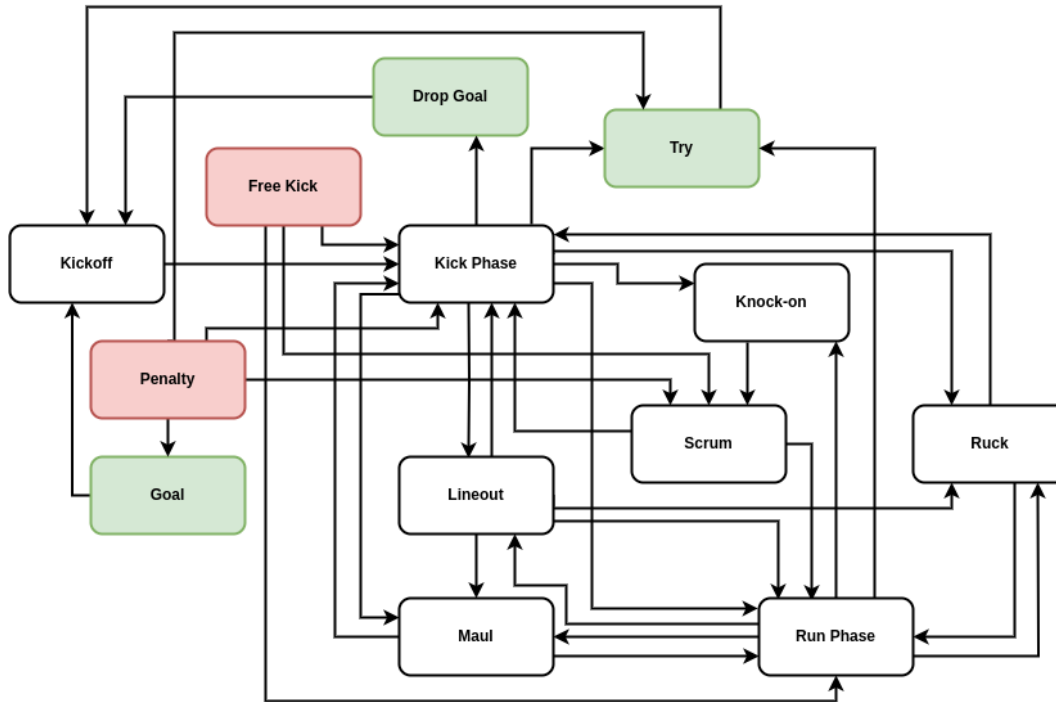 Drop Goal
Try
Free Kick
Kickoff
Kick Phase
Knock-on
Penalty
Scrum
Ruck
Goal
Lineout
Maul
Run Phase